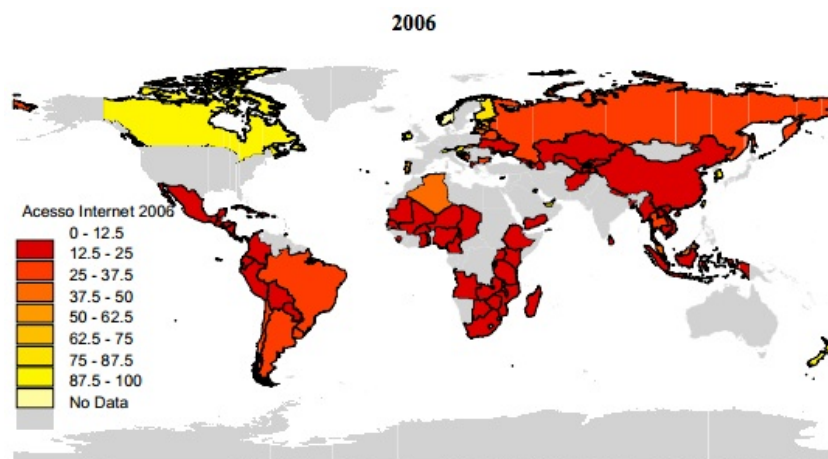 2006
Acesso Internet 2006
0 - 12.5
12.5 - 25
25 - 37.5
37.5 - 50
50 - 62.5
62.5 - 75
75 - 87.5
87.5 - 100
No Data